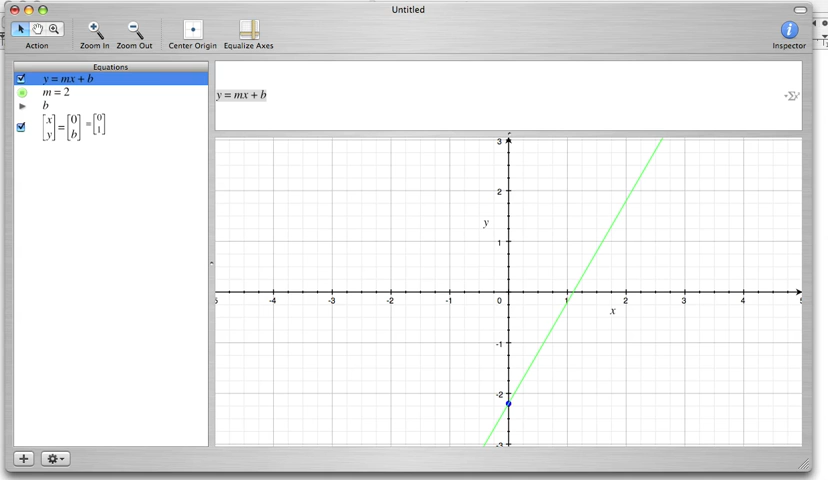 Untitled
Action
Zoom In
Zoom Out
Center Origin
Equalize Axes
Inspector
Equations
y = mx + b
m = 2
b
[x y] = [0 b] = [0 1]
y = mx + b
Σx²
3
2
y
1
-4 -3 -2 -1 0 1 2 3 4 5
x
-1
-2
-3